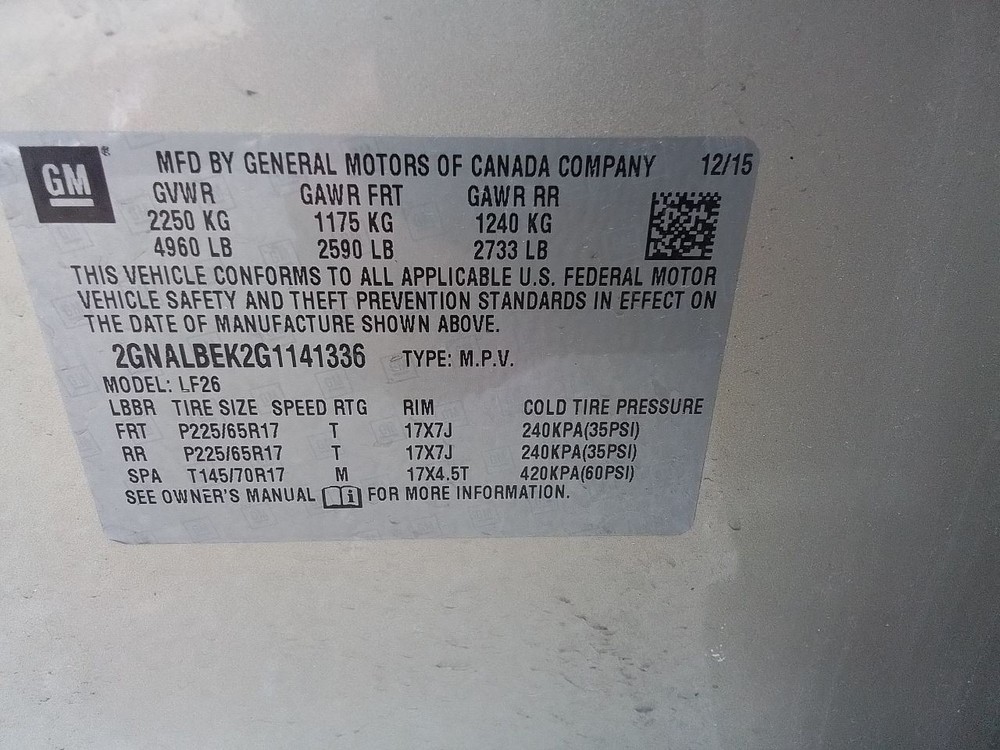 GM
MFD BY GENERAL MOTORS OF CANADA COMPANY 12/15
GVWR GAWR FRT GAWR RR
2250 KG 1175 KG 1240 KG
4960 LB 2590 LB 2733 LB
THIS VEHICLE CONFORMS TO ALL APPLICABLE U.S. FEDERAL MOTOR
VEHICLE SAFETY AND THEFT PREVENTION STANDARDS IN EFFECT ON
THE DATE OF MANUFACTURE SHOWN ABOVE.
2GNALBEK2G1141336 TYPE: M.P.V.
MODEL: LF26
LBBR TIRE SIZE SPEED RTG RIM COLD TIRE PRESSURE
FRT P225/65R17 T 17X7J 240KPA(35PSI)
RR P225/65R17 T 17X7J 240KPA(35PSI)
SPA T145/70R17 M 17X4.5T 420KPA(60PSI)
SEE OWNER'S MANUAL i FOR MORE INFORMATION.